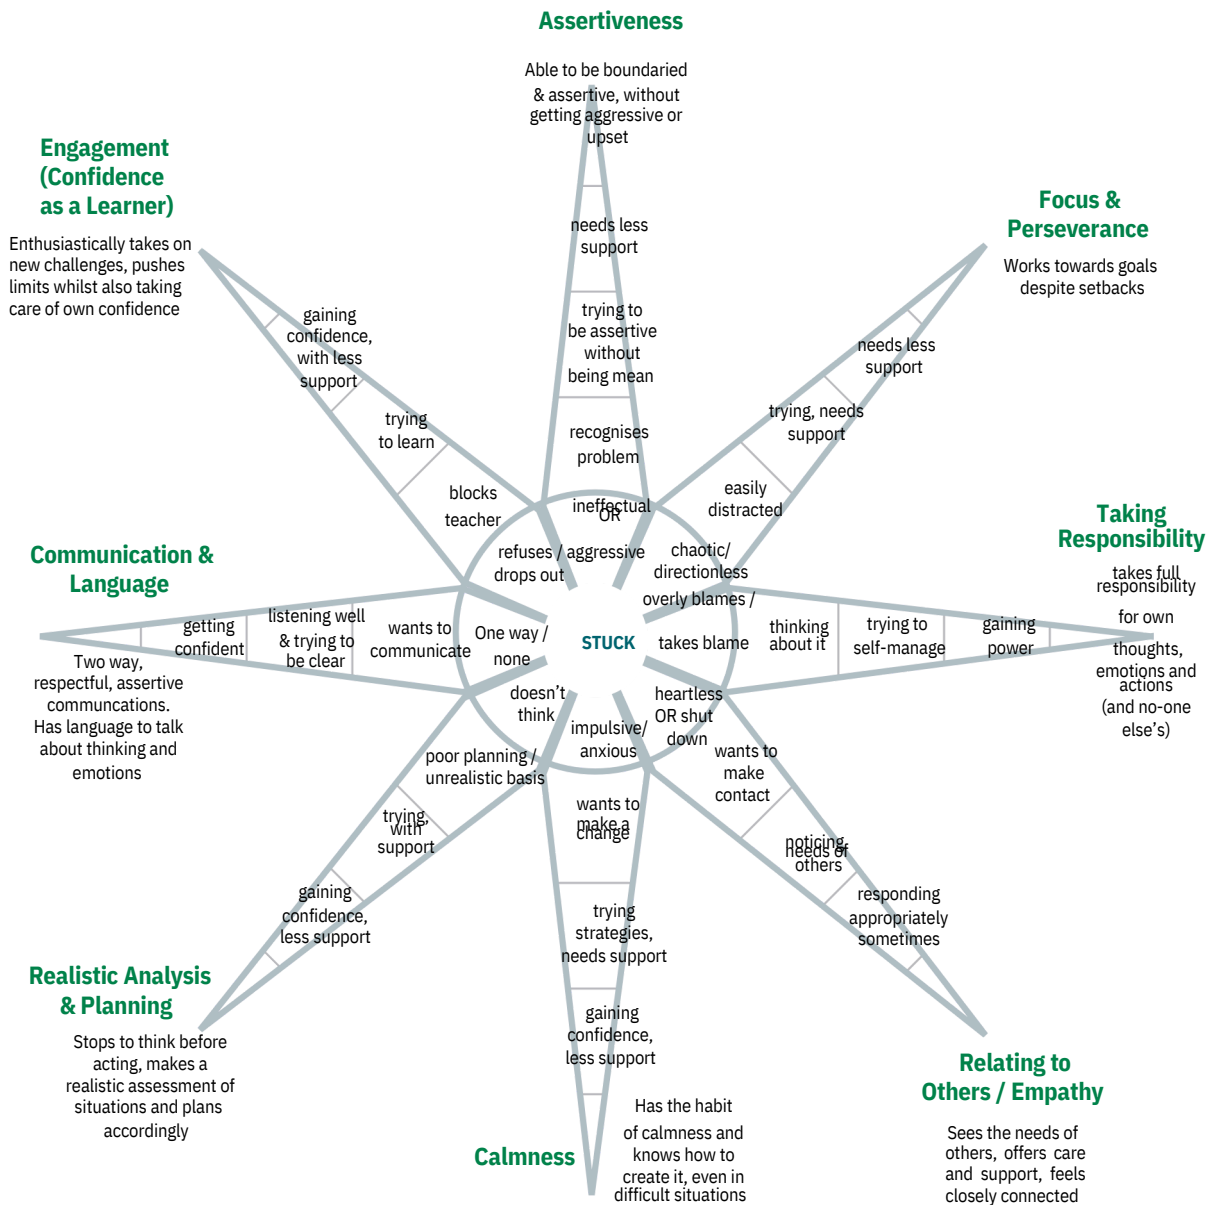 Assertiveness
Able to be boundaried
& assertive, without
getting aggressive or
upset
needs less
support
trying to
be assertive
without
being mean
recognises
problem
ineffectual
OR
aggressive
Focus &
Perseverance
Works towards goals
despite setbacks
needs less
support
trying, needs
support
easily
distracted
chaotic/
directionless
Taking
Responsibility
takes full
responsibility
for own
thoughts,
emotions and
actions
(and no-one
else's)
gaining
power
trying to
self-manage
thinking
about it
overly blames /
takes blame
Relating to
Others / Empathy
Sees the needs of
others, offers care
and support, feels
closely connected
responding
appropriately
sometimes
noticing
needs of
others
wants to
make
contact
heartless
OR shut
down
Calmness
Has the habit
of calmness and
knows how to
create it, even in
difficult situations
gaining
confidence,
less support
trying
strategies,
needs support
wants to
make a
change
impulsive/
anxious
Realistic Analysis
& Planning
Stops to think before
acting, makes a
realistic assessment of
situations and plans
accordingly
gaining
confidence,
less support
trying,
with
support
poor planning /
unrealistic basis
doesn't
think
Communication &
Language
Two way,
respectful, assertive
communcations.
Has language to talk
about thinking and
emotions
getting
confident
listening well
& trying to
be clear
wants to
communicate
One way /
none
Engagement
(Confidence
as a Learner)
Enthusiastically takes on
new challenges, pushes
limits whilst also taking
care of own confidence
gaining
confidence,
with less
support
trying
to learn
blocks
teacher
refuses /
drops out
STUCK